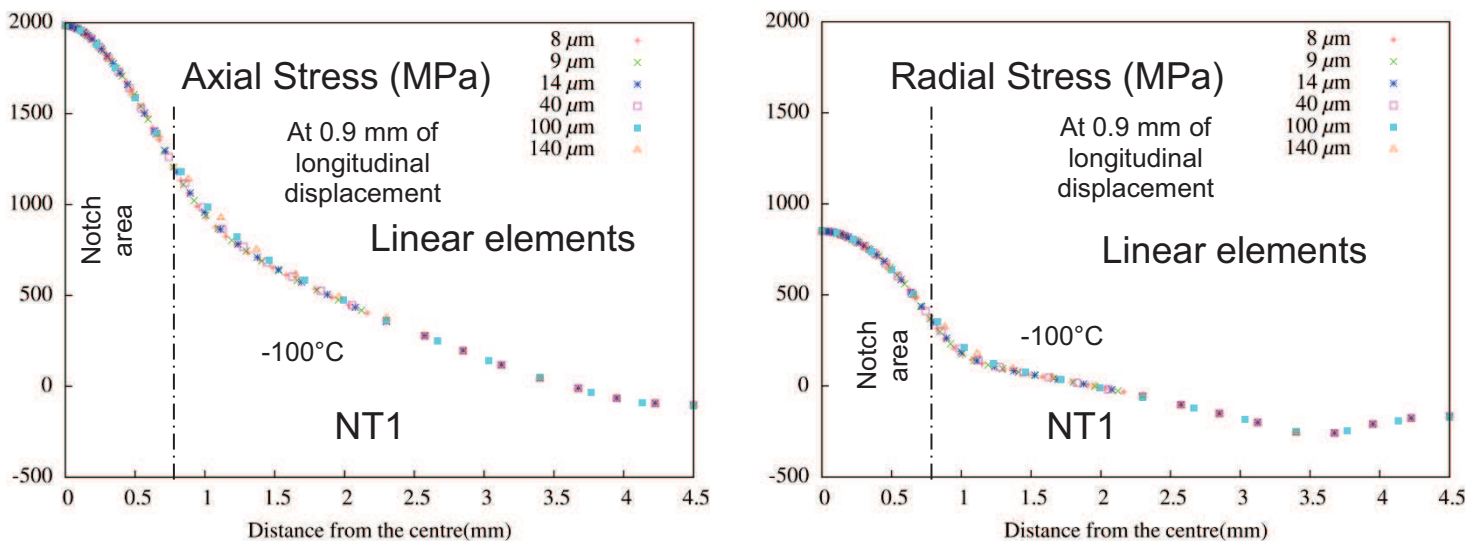 2000
1500
1000
500
0
-500
0
0.5
1
1.5
2
2.5
3
3.5
4
4.5
Distance from the centre(mm)
8 μm
9 μm
14 μm
40 μm
100 μm
140 μm
Axial Stress (MPa)
At 0.9 mm of
longitudinal
displacement
Notch
area
Linear elements
-100°C
NT1
2000
1500
1000
500
0
-500
0
0.5
1
1.5
2
2.5
3
3.5
4
4.5
Distance from the centre(mm)
8 μm
9 μm
14 μm
40 μm
100 μm
140 μm
Radial Stress (MPa)
At 0.9 mm of
longitudinal
displacement
Notch
area
Linear elements
-100°C
NT1